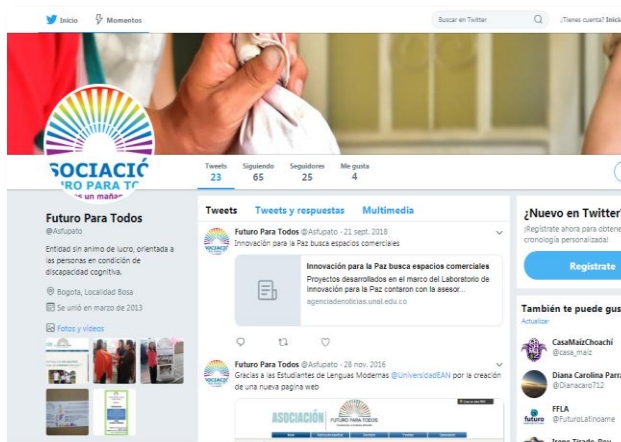 Inicio Momentos Buscar en Twitter ¿Tienes cuenta? Inicia
SOCIACIÓ
RO PARA TO
s un mañan
Tweets Siguiendo Seguidores Me gusta
23 65 25 4
Futuro Para Todos
@Asfupato
Entidad sin animo de lucro, orientada a
las personas en condición de
discapacidad cognitiva.
Bogota, Localidad Bosa
Se unió en marzo de 2013
Fotos y vídeos
Tweets Tweets y respuestas Multimedia
Futuro Para Todos @Asfupato · 21 sept. 2018
Innovación para la Paz busca espacios comerciales
Innovación para la Paz busca espacios comerciales
Proyectos desarrollados en el marco del Laboratorio de
Innovación para la Paz contaron con la asesor...
agenciadenoticias.unal.edu.co
Futuro Para Todos @Asfupato · 28 nov. 2016
Gracias a las Estudiantes de Lenguas Modernas @UniversidadEAN por la creación
de una nueva pagina web
ASOCIACIÓN FUTURO PARA TODOS
¿Nuevo en Twitter?
¡Regístrate ahora para obtene
cronología personalizada!
Regístrate
También te puede gus
Actualizar
CasaMaízChoachí
@casa_maiz
Diana Carolina Parra
@Dianacaro712
FFLA
@FuturoLatinoame
futuro
Irene Tirado-Rey